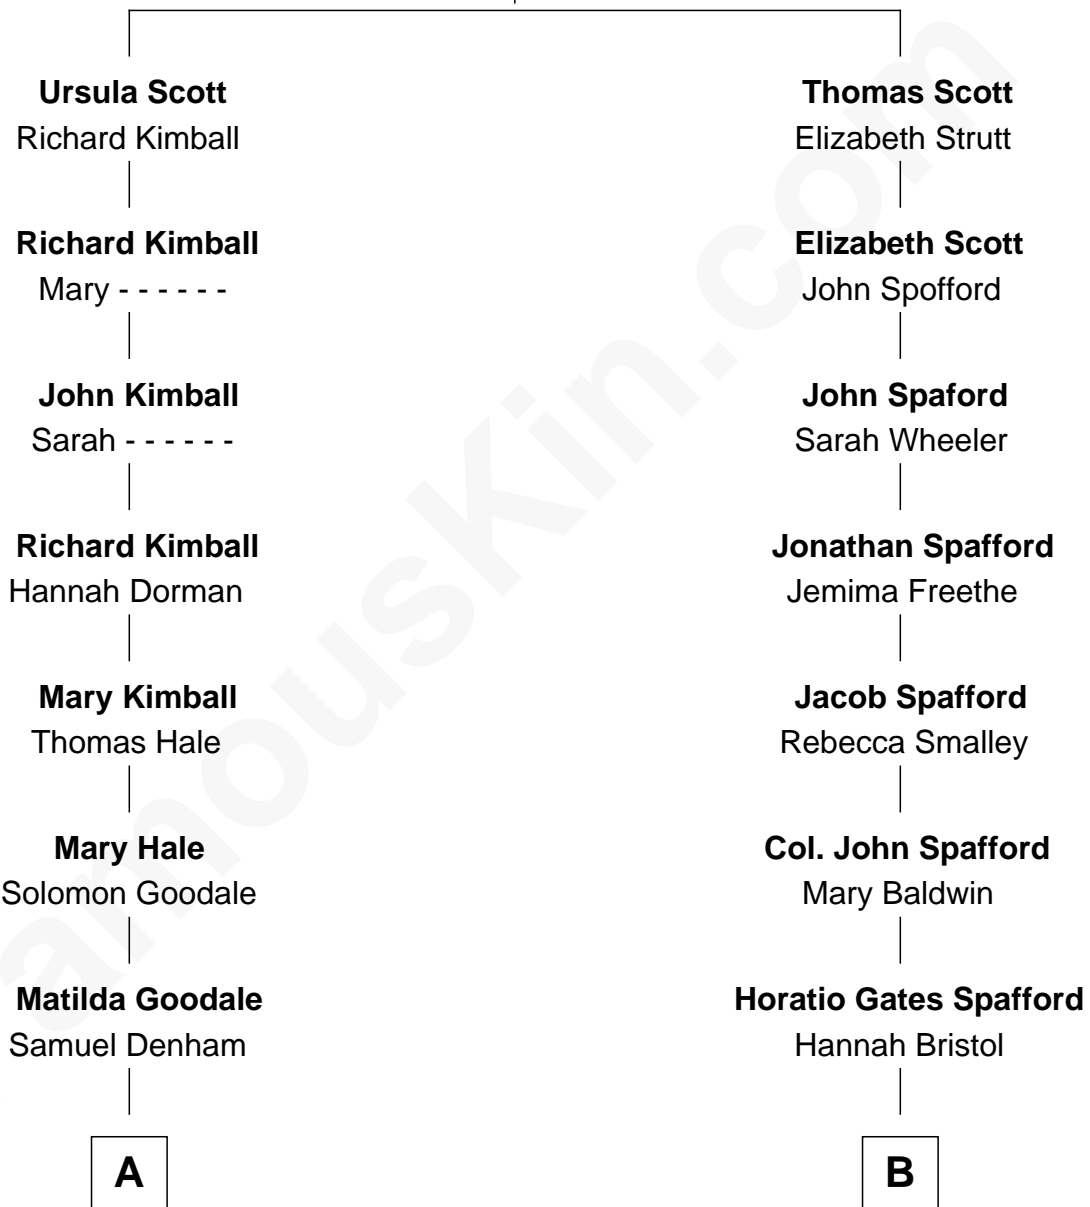 Ursula Scott
Richard Kimball
Richard Kimball
Mary - - - - - -
John Kimball
Sarah - - - - - -
Richard Kimball
Hannah Dorman
Mary Kimball
Thomas Hale
Mary Hale
Solomon Goodale
Matilda Goodale
Samuel Denham
A
Thomas Scott
Elizabeth Strutt
Elizabeth Scott
John Spofford
John Spaford
Sarah Wheeler
Jonathan Spafford
Jemima Freethe
Jacob Spafford
Rebecca Smalley
Col. John Spafford
Mary Baldwin
Horatio Gates Spafford
Hannah Bristol
B
amouskin.com